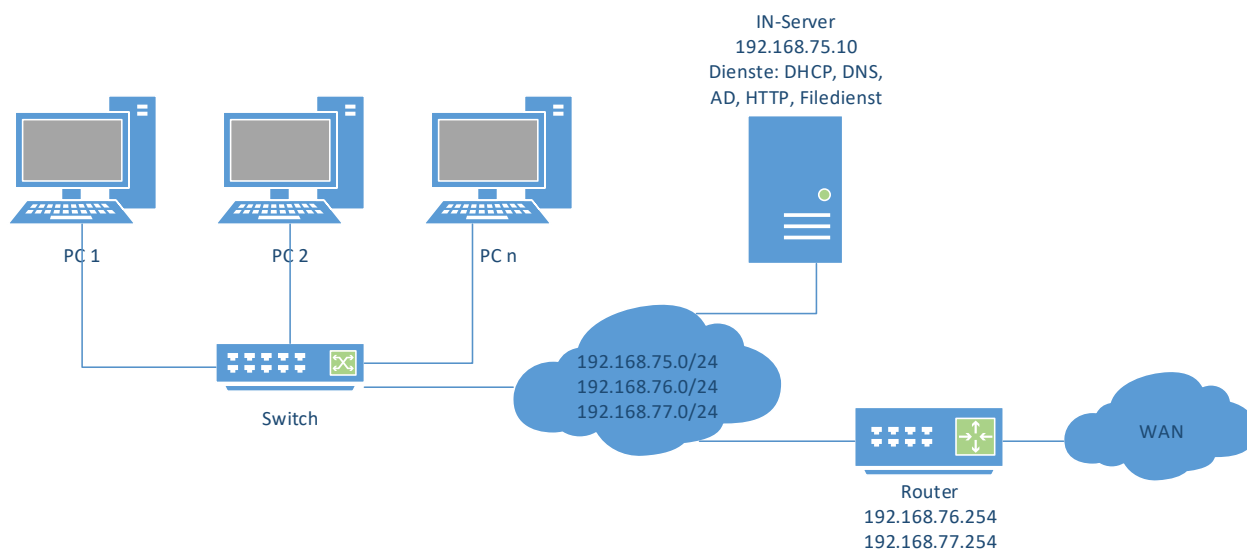 IN-Server
192.168.75.10
Dienste: DHCP, DNS,
AD, HTTP, Filedienst
PC 1
PC 2
PC n
Switch
192.168.75.0/24
192.168.76.0/24
192.168.77.0/24
WAN
Router
192.168.76.254
192.168.77.254